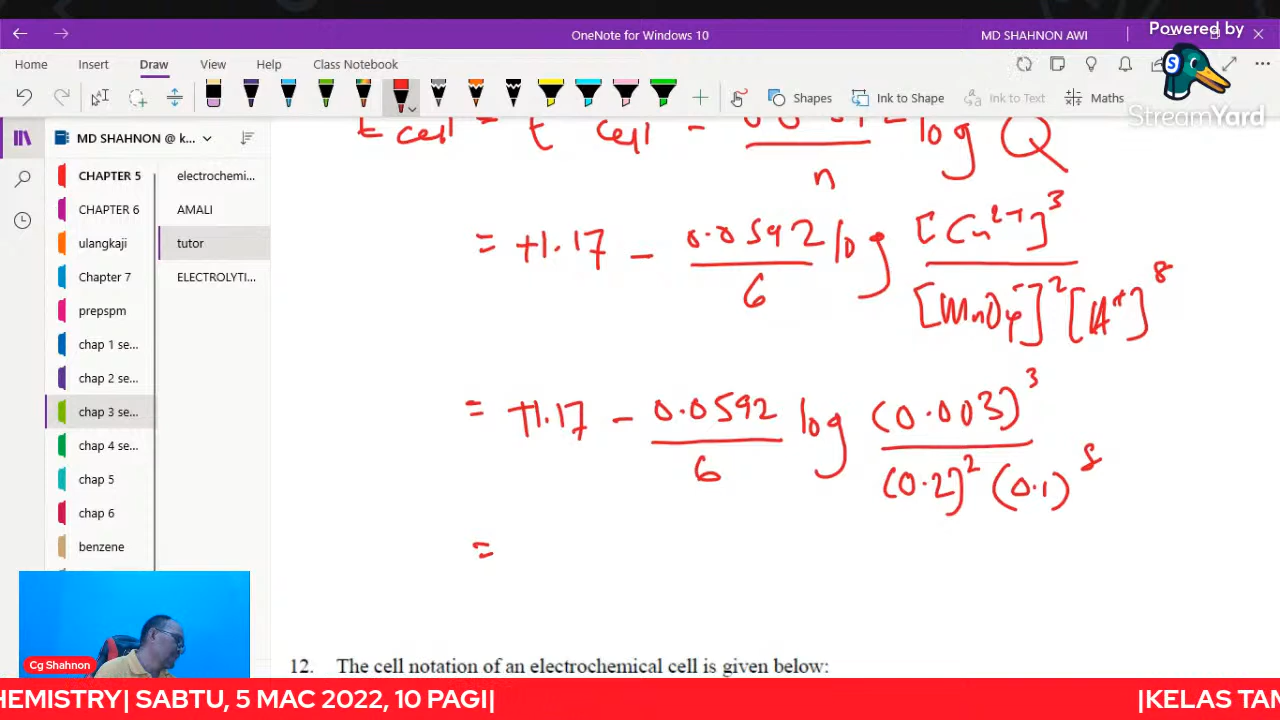 OneNote for Windows 10
MD SHAHNON AWI
Powered by
StreamYard
Home Insert Draw View Help Class Notebook
Shapes Ink to Shape Ink to Text Maths
MD SHAHNON @ k...
CHAPTER 5
CHAPTER 6
ulangkaji
Chapter 7
prepspm
chap 1 se...
chap 2 se...
chap 3 se...
chap 4 se...
chap 5
chap 6
benzene
electrochemi...
AMALI
tutor
ELECTROLYTI...
E cell = E° cell - 0.0592/n log Q
= +1.17 - 0.0592/6 log [Cu²⁺]³/[MnO₄⁻]²[H⁺]⁸
= +1.17 - 0.0592/6 log (0.003)³/(0.2)²(0.1)⁸
=
12. The cell notation of an electrochemical cell is given below:
Cg Shahnon
HEMISTRY| SABTU, 5 MAC 2022, 10 PAGI| |KELAS TAM